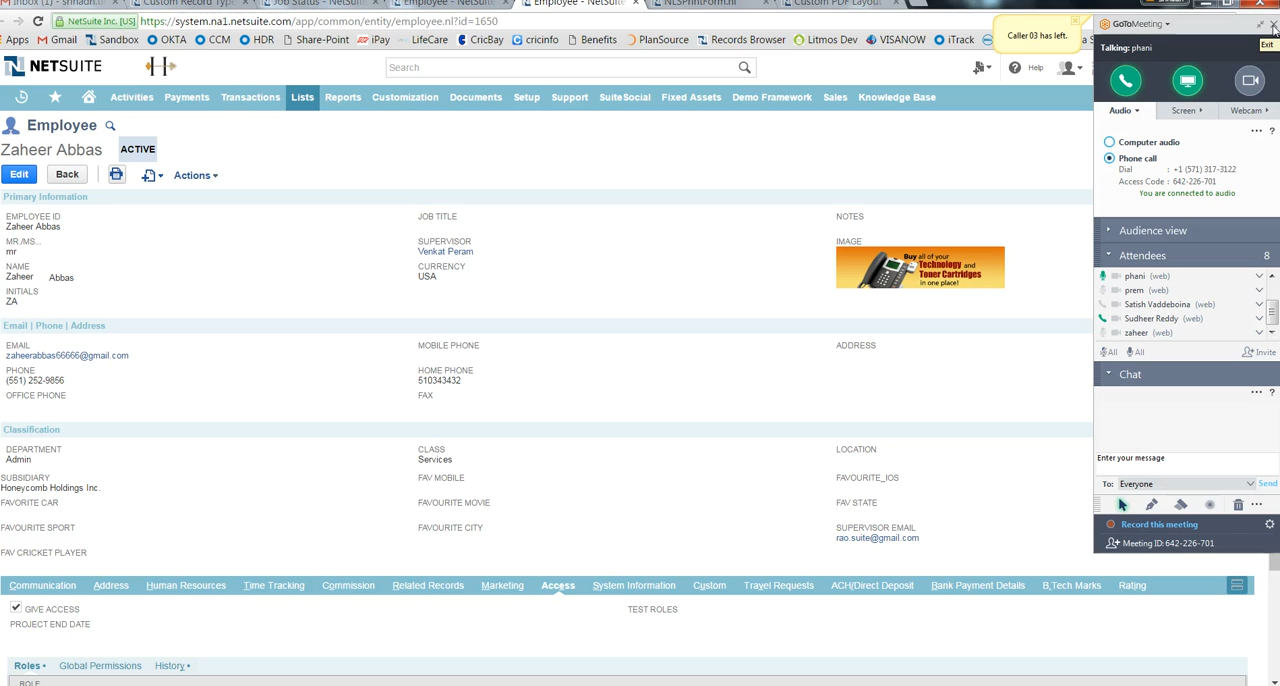 Inbox (1) - shnadn.di
Custom Record Type
Job Status - NetSuite
Employee - NetSuite
Employee - NetSuite
NLSPrintForm.nl
Custom PDF Layout
NetSuite Inc. [US] https://system.na1.netsuite.com/app/common/entity/employee.nl?id=1650
Apps Gmail Sandbox OKTA CCM HDR Share-Point LifeChi CricBay cricinfo Benefits PlanSource Records Browser Litmos Dev VISANOW iTrack
Caller 03 has left.
NETSUITE
Search
Help
Activities Payments Transactions Lists Reports Customization Documents Setup Support SuiteSocial Fixed Assets Demo Framework Sales Knowledge Base
Employee
Zaheer Abbas ACTIVE
Edit Back Actions
Primary Information
EMPLOYEE ID
Zaheer Abbas
MR./MS...
mr
NAME
Zaheer Abbas
INITIALS
ZA
JOB TITLE
SUPERVISOR
Venkat Peram
CURRENCY
USA
NOTES
IMAGE
Buy all of your
Technology and
Toner Cartridges
in one place!
Email | Phone | Address
EMAIL
zaheerabbas66666@gmail.com
PHONE
(551) 252-9856
OFFICE PHONE
MOBILE PHONE
HOME PHONE
510343432
FAX
ADDRESS
Classification
DEPARTMENT
Admin
SUBSIDIARY
Honeycomb Holdings Inc.
FAVORITE CAR
FAVOURITE SPORT
FAV CRICKET PLAYER
CLASS
Services
FAV MOBILE
FAVOURITE MOVIE
FAVOURITE CITY
LOCATION
FAVOURITE_IOS
FAV STATE
SUPERVISOR EMAIL
rao.suite@gmail.com
Communication Address Human Resources Time Tracking Commission Related Records Marketing Access System Information Custom Travel Requests ACH/Direct Deposit Bank Payment Details B.Tech Marks Rating
GIVE ACCESS
PROJECT END DATE
TEST ROLES
Roles • Global Permissions History •
ROLE
GoToMeeting
Exit
Talking: phani
Audio Screen Webcam
... ?
Computer audio
Phone call
Dial : +1 (571) 317-3122
Access Code : 642-226-701
You are connected to audio
Audience view
Attendees 8
phani (web)
prem (web)
Satish Vaddeboina (web)
Sudheer Reddy (web)
zaheer (web)
All All Invite
Chat
... ?
Enter your message
To: Everyone Send
...
Record this meeting
Meeting ID: 642-226-701